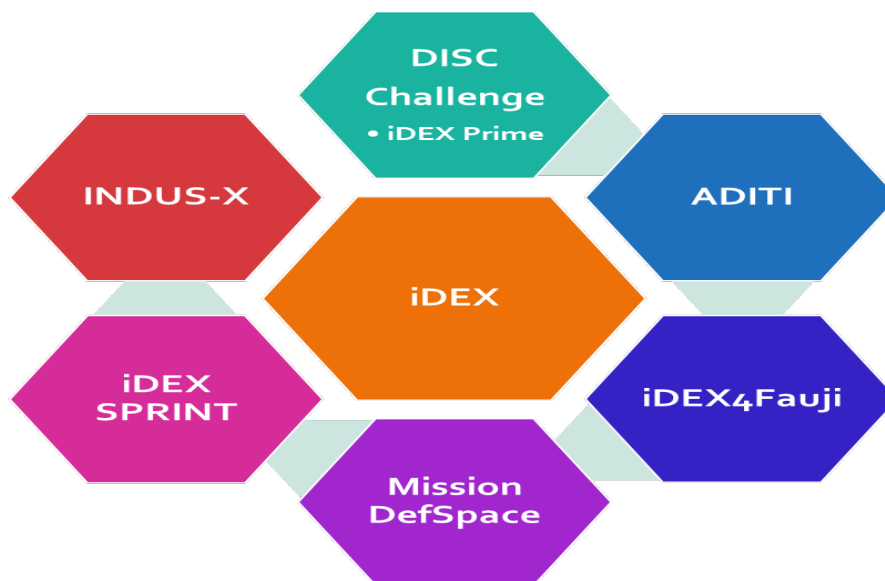 DISC
Challenge
• iDEX Prime
INDUS-X
ADITI
iDEX
iDEX
SPRINT
iDEX4Fauji
Mission
DefSpace